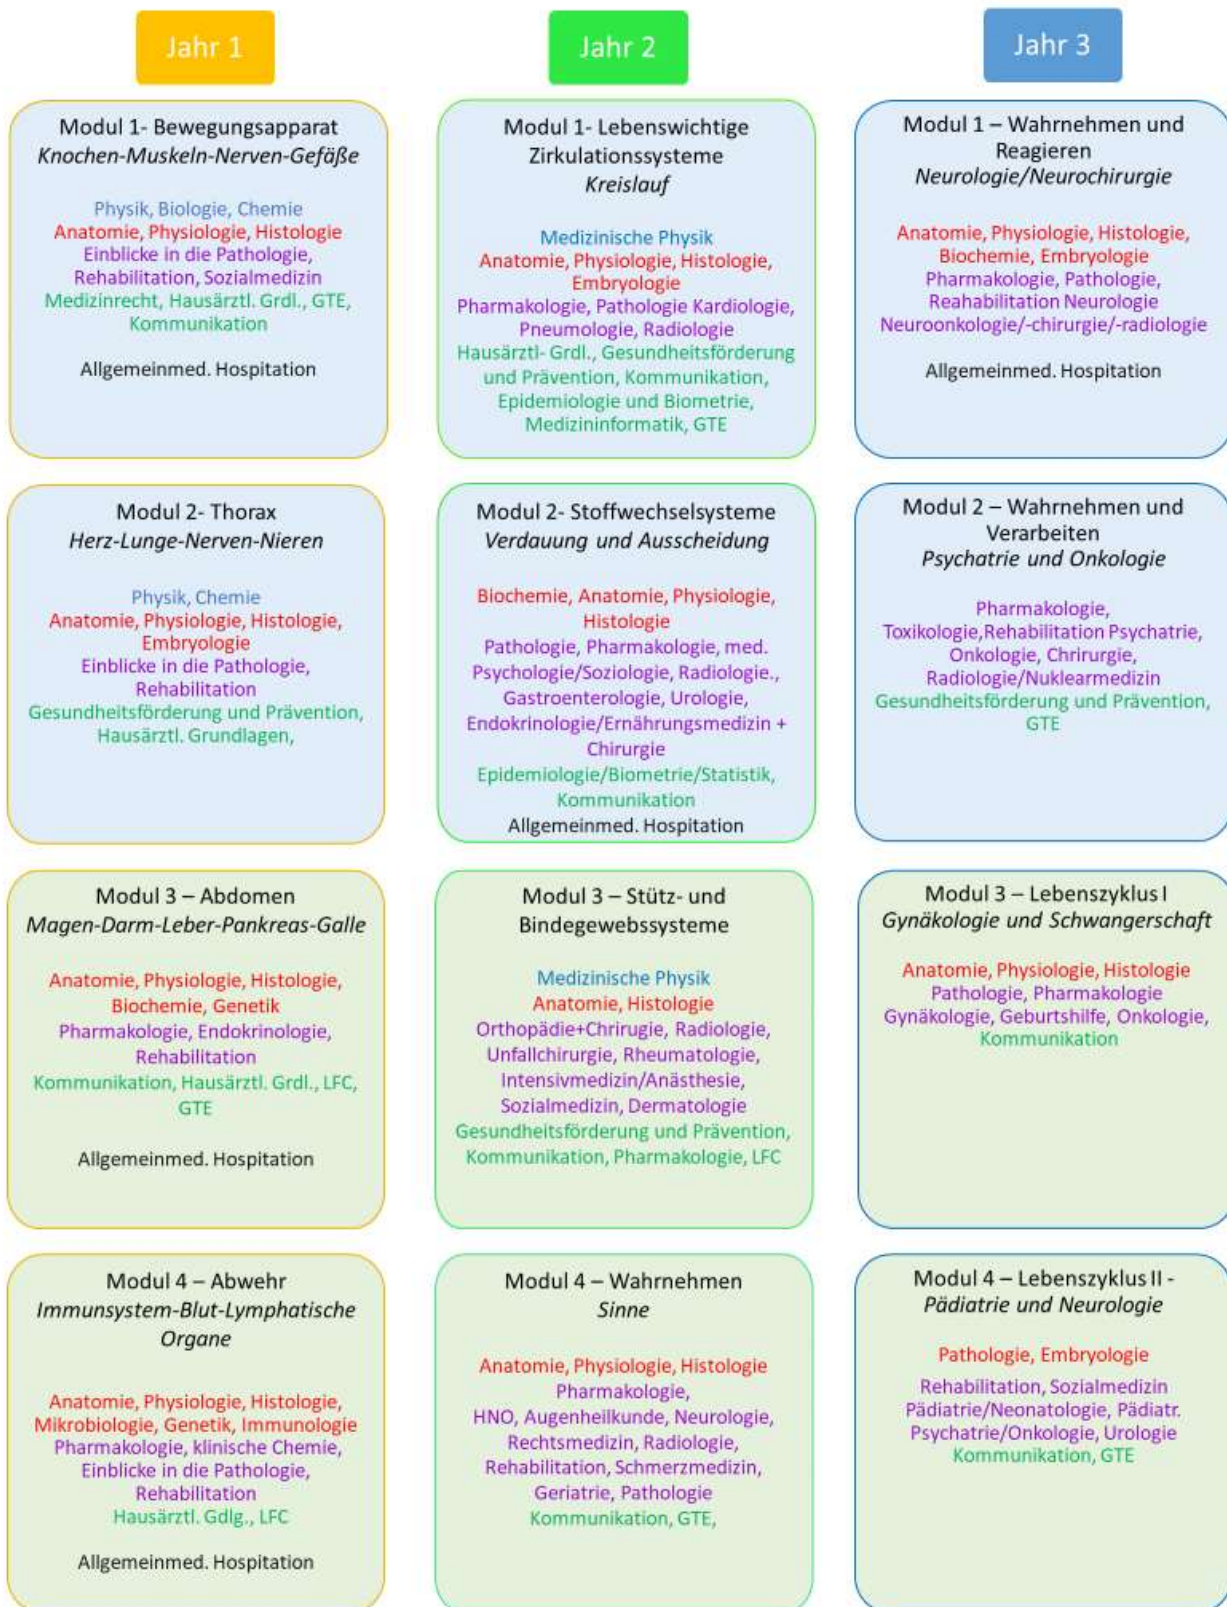 Jahr 1
Modul 1- Bewegungsapparat
Knochen-Muskeln-Nerven-Gefäße
Physik, Biologie, Chemie
Anatomie, Physiologie, Histologie
Einblicke in die Pathologie,
Rehabilitation, Sozialmedizin
Medizinrecht, Hausärztl. Grdl., GTE,
Kommunikation
Allgemeinmed. Hospitation
Modul 2- Thorax
Herz-Lunge-Nerven-Nieren
Physik, Chemie
Anatomie, Physiologie, Histologie,
Embryologie
Einblicke in die Pathologie,
Rehabilitation
Gesundheitsförderung und Prävention,
Hausärztl. Grundlagen,
Modul 3 – Abdomen
Magen-Darm-Leber-Pankreas-Galle
Anatomie, Physiologie, Histologie,
Biochemie, Genetik
Pharmakologie, Endokrinologie,
Rehabilitation
Kommunikation, Hausärztl. Grdl., LFC,
GTE
Allgemeinmed. Hospitation
Modul 4 – Abwehr
Immunsystem-Blut-Lymphatische
Organe
Anatomie, Physiologie, Histologie,
Mikrobiologie, Genetik, Immunologie
Pharmakologie, klinische Chemie,
Einblicke in die Pathologie,
Rehabilitation
Hausärztl. Gdlg., LFC
Allgemeinmed. Hospitation
Jahr 2
Modul 1- Lebenswichtige
Zirkulationssysteme
Kreislauf
Medizinische Physik
Anatomie, Physiologie, Histologie,
Embryologie
Pharmakologie, Pathologie Kardiologie,
Pneumologie, Radiologie
Hausärztl- Grdl., Gesundheitsförderung
und Prävention, Kommunikation,
Epidemiologie und Biometrie,
Medizininformatik, GTE
Modul 2- Stoffwechselsysteme
Verdauung und Ausscheidung
Biochemie, Anatomie, Physiologie,
Histologie
Pathologie, Pharmakologie, med.
Psychologie/Soziologie, Radiologie.,
Gastroenterologie, Urologie,
Endokrinologie/Ernährungsmedizin +
Chirurgie
Epidemiologie/Biometrie/Statistik,
Kommunikation
Allgemeinmed. Hospitation
Modul 3 – Stütz- und
Bindegewebssysteme
Medizinische Physik
Anatomie, Histologie
Orthopädie+Chrirugie, Radiologie,
Unfallchirurgie, Rheumatologie,
Intensivmedizin/Anästhesie,
Sozialmedizin, Dermatologie
Gesundheitsförderung und Prävention,
Kommunikation, Pharmakologie, LFC
Modul 4 – Wahrnehmen
Sinne
Anatomie, Physiologie, Histologie
Pharmakologie,
HNO, Augenheilkunde, Neurologie,
Rechtsmedizin, Radiologie,
Rehabilitation, Schmerzmedizin,
Geriatrie, Pathologie
Kommunikation, GTE,
Jahr 3
Modul 1 – Wahrnehmen und
Reagieren
Neurologie/Neurochirurgie
Anatomie, Physiologie, Histologie,
Biochemie, Embryologie
Pharmakologie, Pathologie,
Reahabilitation Neurologie
Neuroonkologie/-chirurgie/-radiologie
Allgemeinmed. Hospitation
Modul 2 – Wahrnehmen und
Verarbeiten
Psychatrie und Onkologie
Pharmakologie,
Toxikologie,Rehabilitation Psychatrie,
Onkologie, Chrirurgie,
Radiologie/Nuklearmedizin
Gesundheitsförderung und Prävention,
GTE
Modul 3 – Lebenszyklus I
Gynäkologie und Schwangerschaft
Anatomie, Physiologie, Histologie
Pathologie, Pharmakologie
Gynäkologie, Geburtshilfe, Onkologie,
Kommunikation
Modul 4 – Lebenszyklus II -
Pädiatrie und Neurologie
Pathologie, Embryologie
Rehabilitation, Sozialmedizin
Pädiatrie/Neonatologie, Pädiatr.
Psychatrie/Onkologie, Urologie
Kommunikation, GTE